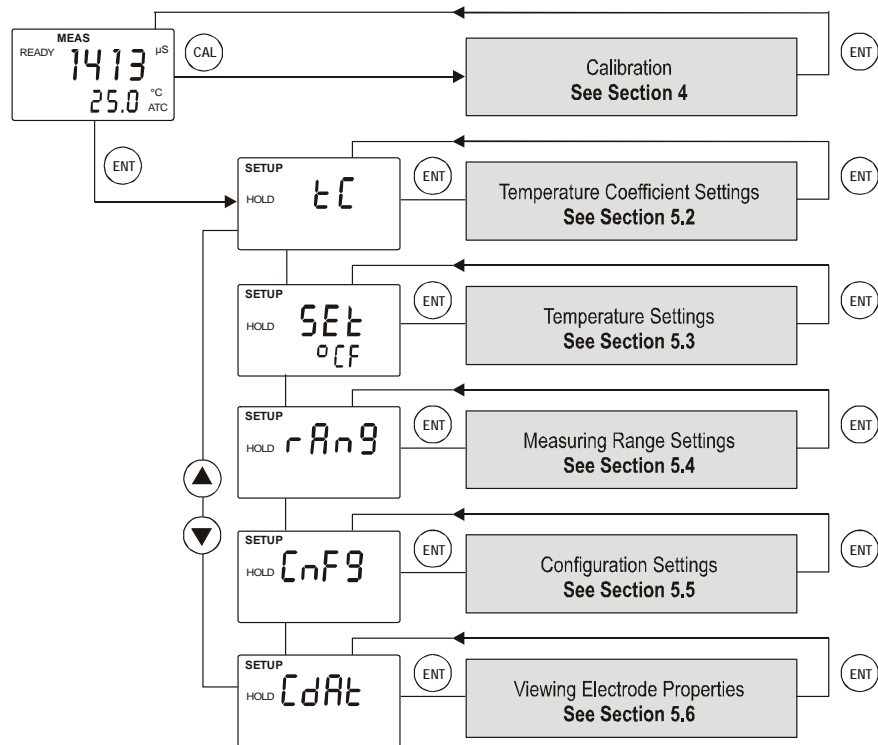 MEAS
READY 1413 µS
25.0 °C
ATC
CAL
Calibration
See Section 4
ENT
ENT
SETUP
HOLD tC
ENT
Temperature Coefficient Settings
See Section 5.2
ENT
SETUP
HOLD SEt
°CF
ENT
Temperature Settings
See Section 5.3
ENT
SETUP
HOLD rAng
ENT
Measuring Range Settings
See Section 5.4
ENT
SETUP
HOLD CnFg
ENT
Configuration Settings
See Section 5.5
ENT
SETUP
HOLD CdAt
ENT
Viewing Electrode Properties
See Section 5.6
ENT